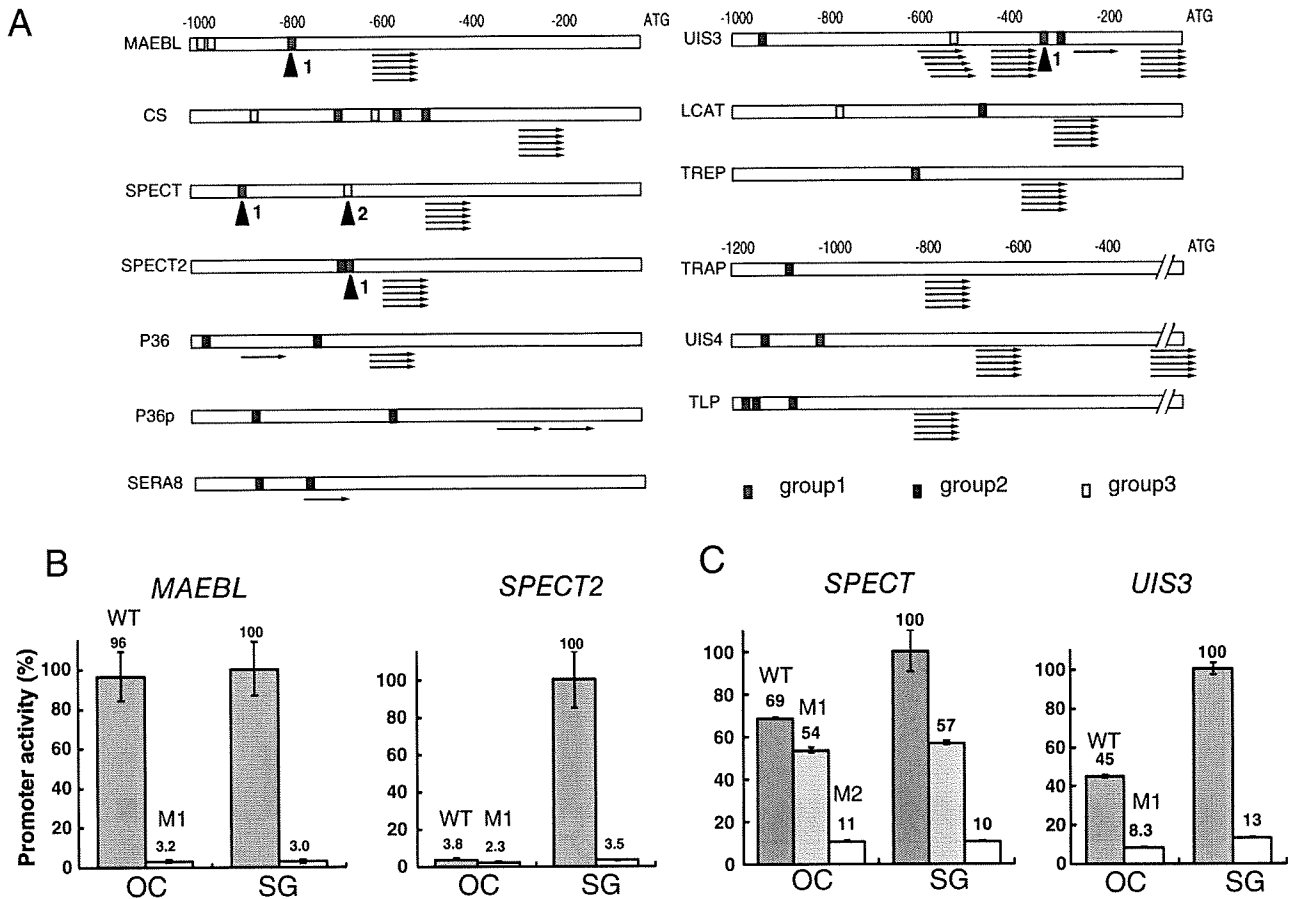 A
-1000 -800 -600 -400 -200 ATG
MAEBL
1
CS
SPECT
1 2
SPECT2
1
P36
P36p
SERA8
-1000 -800 -600 -400 -200 ATG
UIS3
1
LCAT
TREP
-1200 -1000 -800 -600 -400 ATG
TRAP
UIS4
TLP
group1 group2 group3
B
MAEBL
Promoter activity (%)
100
80
60
40
20
0
WT
96
M1
3.2
100
3.0
OC SG
SPECT2
100
80
60
40
20
0
WT
3.8
M1
2.3
100
3.5
OC SG
C
SPECT
100
80
60
40
20
0
WT
69
M1
54
M2
11
100
57
10
OC SG
UIS3
100
80
60
40
20
0
WT
45
M1
8.3
100
13
OC SG